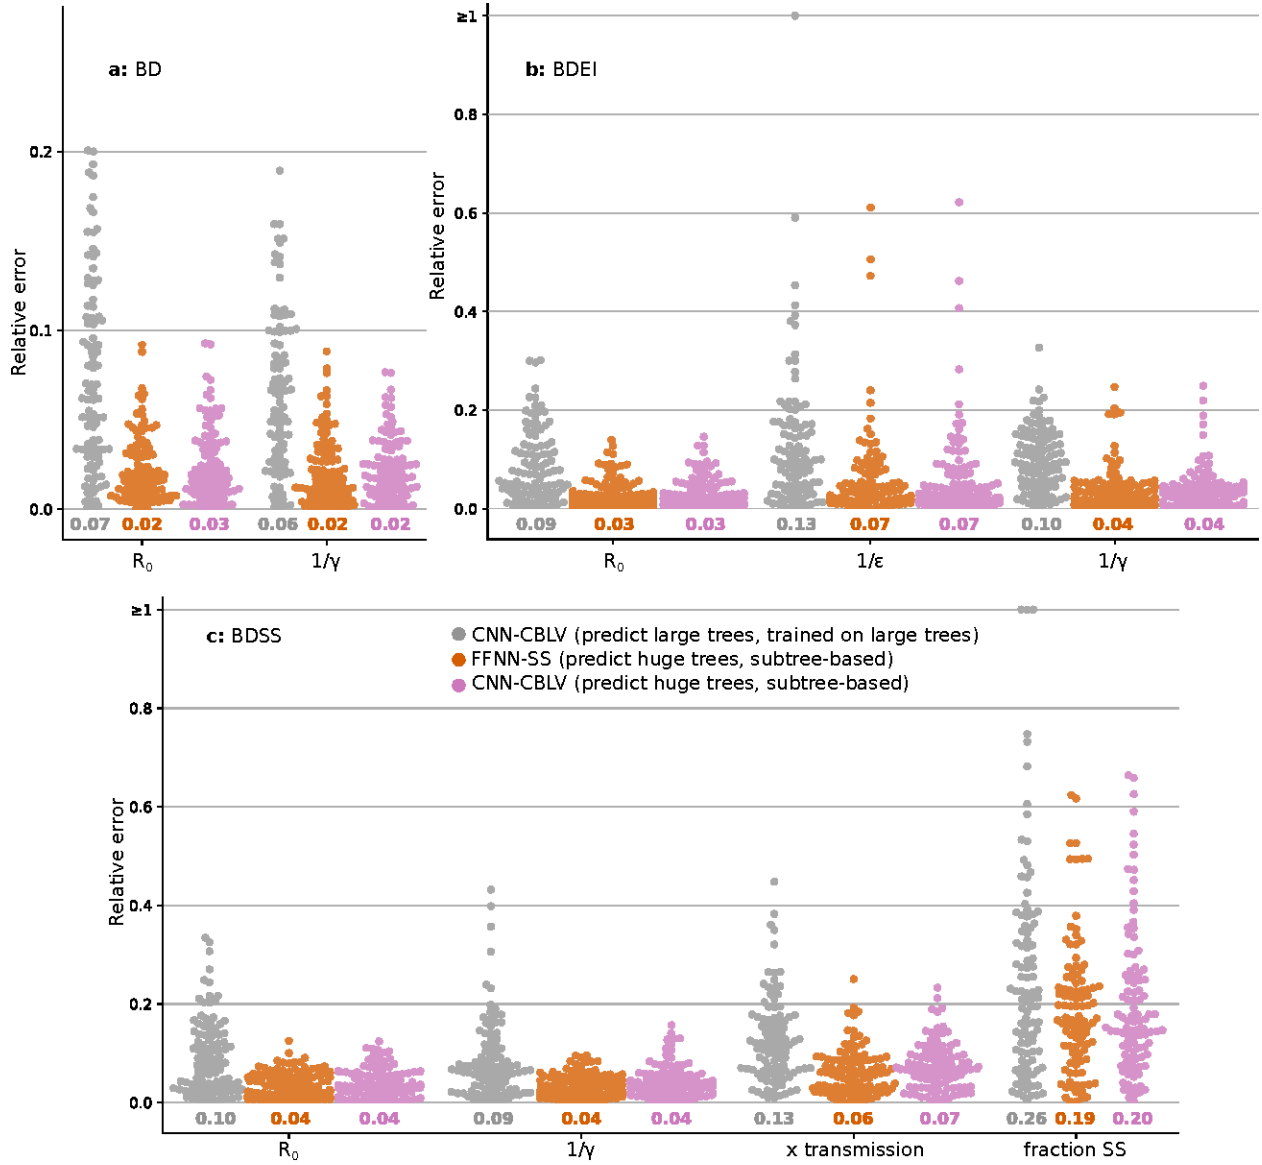 a: BD
Relative error
0.2
0.1
0.0
0.07 0.02 0.03 0.06 0.02 0.02
R₀ 1/γ
b: BDEI
Relative error
≥1
0.8
0.6
0.4
0.2
0.0
0.09 0.03 0.03 0.13 0.07 0.07 0.10 0.04 0.04
R₀ 1/ε 1/γ
c: BDSS
CNN-CBLV (predict large trees, trained on large trees)
FFNN-SS (predict huge trees, subtree-based)
CNN-CBLV (predict huge trees, subtree-based)
Relative error
≥1
0.8
0.6
0.4
0.2
0.0
0.10 0.04 0.04 0.09 0.04 0.04 0.13 0.06 0.07 0.26 0.19 0.20
R₀ 1/γ x transmission fraction SS